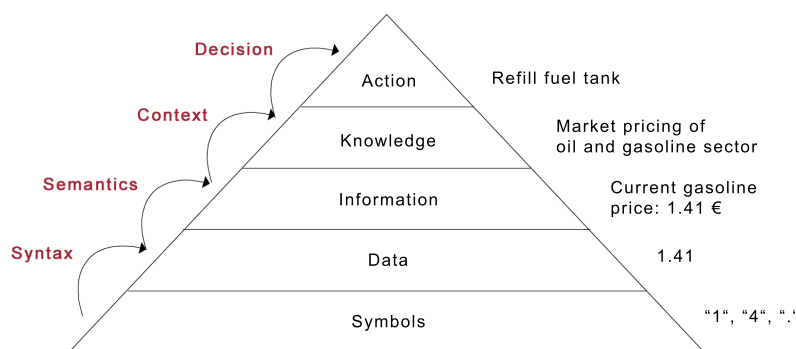 Decision
Action
Refill fuel tank
Context
Knowledge
Market pricing of
oil and gasoline sector
Semantics
Information
Current gasoline
price: 1.41 €
Syntax
Data
1.41
Symbols
“1“, “4“, “.“